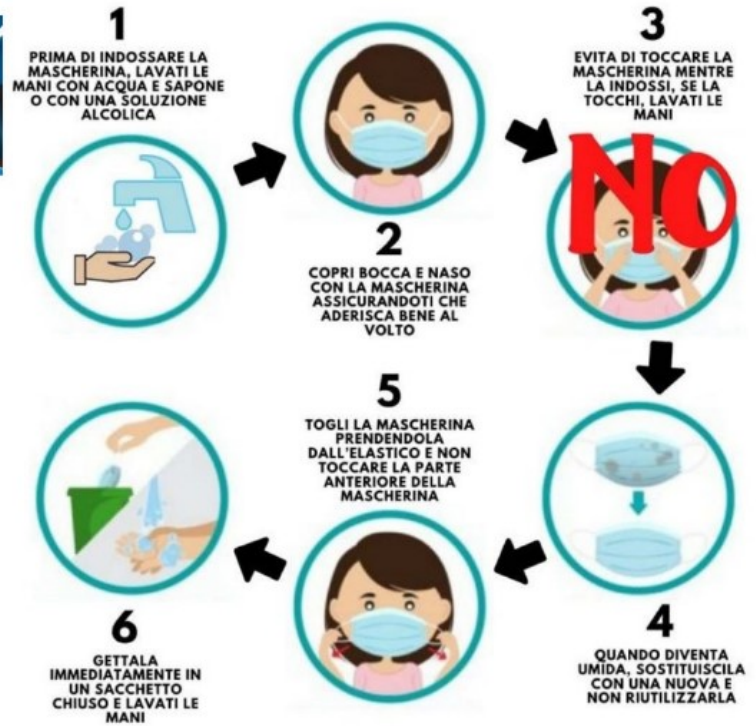 1
PRIMA DI INDOSSARE LA
MASCHERINA, LAVATI LE
MANI CON ACQUA E SAPONE
O CON UNA SOLUZIONE
ALCOLICA
2
COPRI BOCCA E NASO
CON LA MASCHERINA
ASSICURANDOTI CHE
ADERISCA BENE AL
VOLTO
3
EVITA DI TOCCARE LA
MASCHERINA MENTRE
LA INDOSSI, SE LA
TOCCHI, LAVATI LE
MANI
No
4
QUANDO DIVENTA
UMIDA, SOSTITUISCILA
CON UNA NUOVA E
NON RIUTILIZZARLA
5
TOGLI LA MASCHERINA
PRENDENDOLA
DALL'ELASTICO E NON
TOCCARE LA PARTE
ANTERIORE DELLA
MASCHERINA
6
GETTALA
IMMEDIATAMENTE IN
UN SACCHETTO
CHIUSO E LAVATI LE
MANI